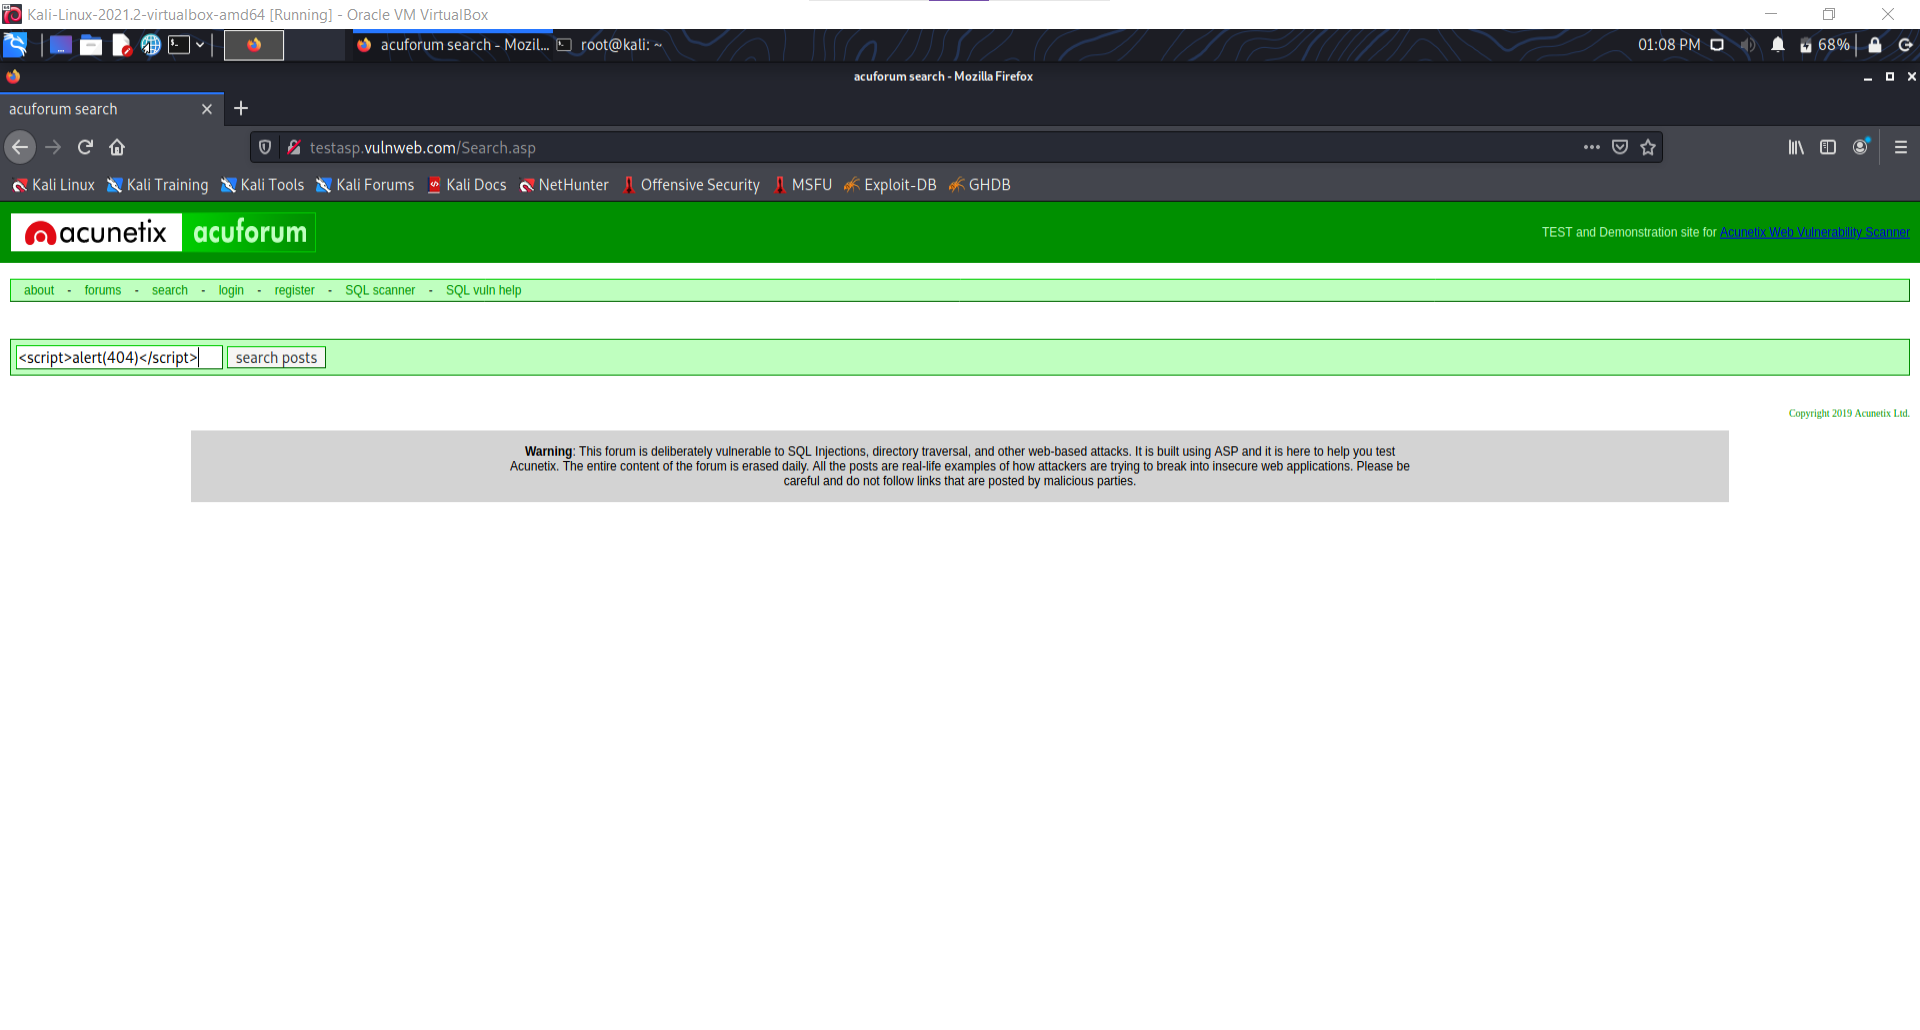 Kali-Linux-2021.2-virtualbox-amd64 [Running] - Oracle VM VirtualBox
acuforum search - Mozil... root@kali: ~ 01:08 PM 68%
acuforum search - Mozilla Firefox
acuforum search
testasp.vulnweb.com/Search.asp
Kali Linux Kali Training Kali Tools Kali Forums Kali Docs NetHunter Offensive Security MSFU Exploit-DB GHDB
acunetix acuforum TEST and Demonstration site for Acunetix Web Vulnerability Scanner
about - forums - search - login - register - SQL scanner - SQL vuln help
<script>alert(404)</script> search posts
Copyright 2019 Acunetix Ltd.
Warning: This forum is deliberately vulnerable to SQL Injections, directory traversal, and other web-based attacks. It is built using ASP and it is here to help you test
Acunetix. The entire content of the forum is erased daily. All the posts are real-life examples of how attackers are trying to break into insecure web applications. Please be
careful and do not follow links that are posted by malicious parties.